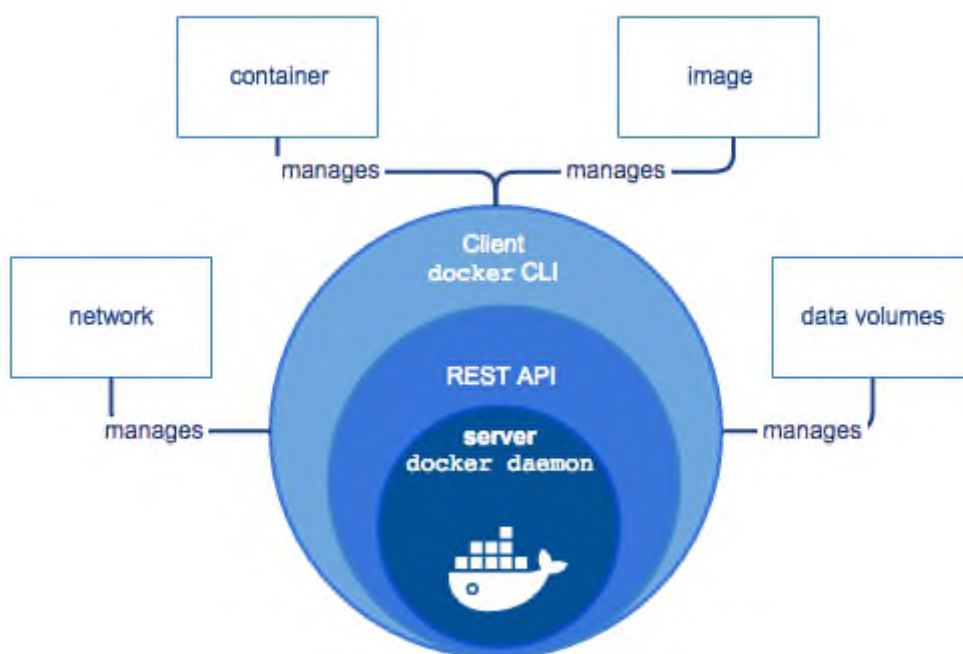 container
image
manages
manages
Client
docker CLI
network
data volumes
REST API
manages
manages
server
docker daemon